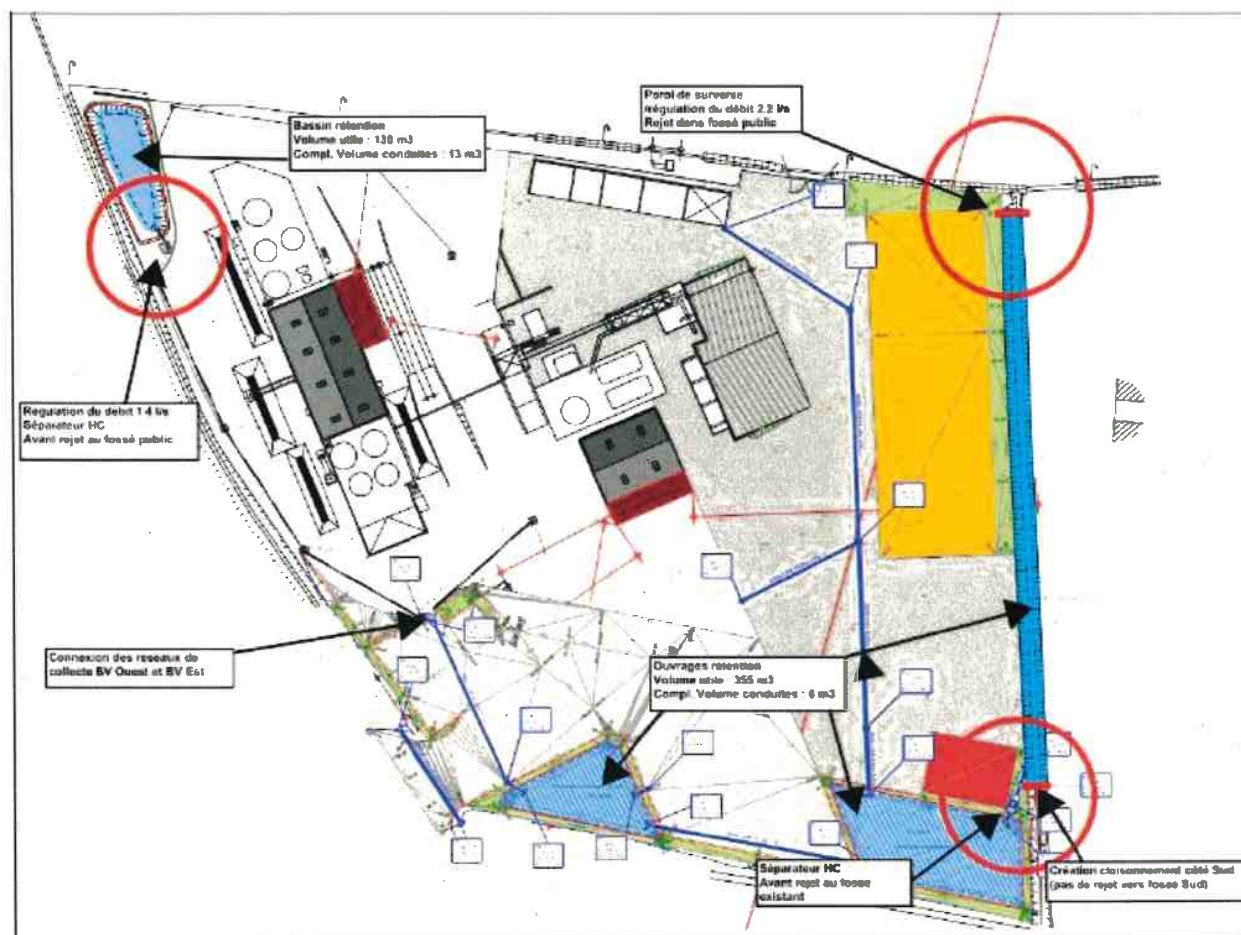 Paroi de surverse
régulation du débit 2.2 l/s
Rejet dans fossé public
Bassin rétention
Volume utile : 130 m3
Compl. Volume conduites : 13 m3
Régulation du débit 1.4 l/s
Séparateur HC
Avant rejet au fossé public
Connexion des réseaux de
collecte BV Ouest et BV Est
Ouvrages rétention
Volume utile : 355 m3
Compl. Volume conduites : 6 m3
Séparateur HC
Avant rejet au fossé
existant
Création cloisonnement côté Sud
(pas de rejet vers fossé Sud)